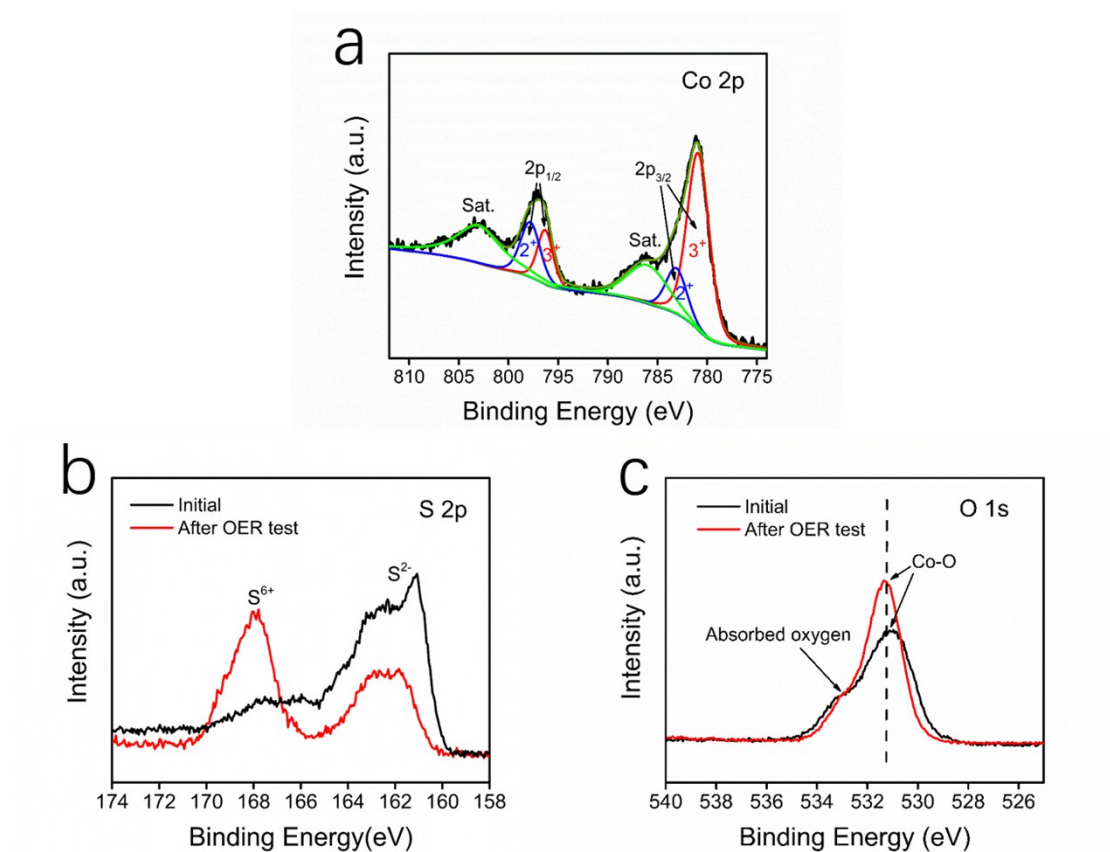 a
Co 2p
Intensity (a.u.)
2p1/2
2p3/2
Sat.
Sat.
2+
3+
2+
3+
810 805 800 795 790 785 780 775
Binding Energy (eV)
b
Initial
After OER test
S 2p
S6+
S2-
Intensity (a.u.)
174 172 170 168 166 164 162 160 158
Binding Energy(eV)
c
Initial
After OER test
O 1s
Co-O
Absorbed oxygen
Intensity (a.u.)
540 538 536 534 532 530 528 526
Binding Energy (eV)